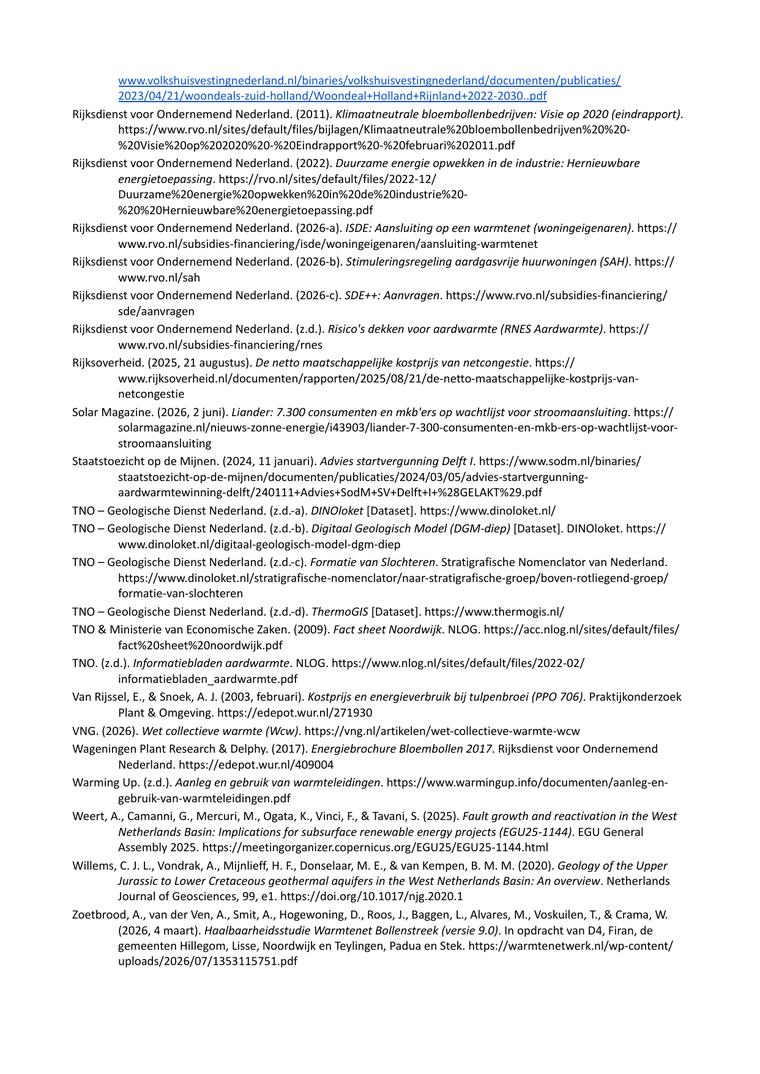 www.volkshuisvestingnederland.nl/binaries/volkshuisvestingnederland/documenten/publicaties/
2023/04/21/woondeals-zuid-holland/Woondeal+Holland+Rijnland+2022-2030..pdf
Rijksdienst voor Ondernemend Nederland. (2011). Klimaatneutrale bloembollenbedrijven: Visie op 2020 (eindrapport).
https://www.rvo.nl/sites/default/files/bijlagen/Klimaatneutrale%20bloembollenbedrijven%20%20-
%20Visie%20op%202020%20-%20Eindrapport%20-%20februari%202011.pdf
Rijksdienst voor Ondernemend Nederland. (2022). Duurzame energie opwekken in de industrie: Hernieuwbare
energietoepassing. https://rvo.nl/sites/default/files/2022-12/
Duurzame%20energie%20opwekken%20in%20de%20industrie%20-
%20%20Hernieuwbare%20energietoepassing.pdf
Rijksdienst voor Ondernemend Nederland. (2026-a). ISDE: Aansluiting op een warmtenet (woningeigenaren). https://
www.rvo.nl/subsidies-financiering/isde/woningeigenaren/aansluiting-warmtenet
Rijksdienst voor Ondernemend Nederland. (2026-b). Stimuleringsregeling aardgasvrije huurwoningen (SAH). https://
www.rvo.nl/sah
Rijksdienst voor Ondernemend Nederland. (2026-c). SDE++: Aanvragen. https://www.rvo.nl/subsidies-financiering/
sde/aanvragen
Rijksdienst voor Ondernemend Nederland. (z.d.). Risico's dekken voor aardwarmte (RNES Aardwarmte). https://
www.rvo.nl/subsidies-financiering/rnes
Rijksoverheid. (2025, 21 augustus). De netto maatschappelijke kostprijs van netcongestie. https://
www.rijksoverheid.nl/documenten/rapporten/2025/08/21/de-netto-maatschappelijke-kostprijs-van-
netcongestie
Solar Magazine. (2026, 2 juni). Liander: 7.300 consumenten en mkb'ers op wachtlijst voor stroomaansluiting. https://
solarmagazine.nl/nieuws-zonne-energie/i43903/liander-7-300-consumenten-en-mkb-ers-op-wachtlijst-voor-
stroomaansluiting
Staatstoezicht op de Mijnen. (2024, 11 januari). Advies startvergunning Delft I. https://www.sodm.nl/binaries/
staatstoezicht-op-de-mijnen/documenten/publicaties/2024/03/05/advies-startvergunning-
aardwarmtewinning-delft/240111+Advies+SodM+SV+Delft+I+%28GELAKT%29.pdf
TNO – Geologische Dienst Nederland. (z.d.-a). DINOloket [Dataset]. https://www.dinoloket.nl/
TNO – Geologische Dienst Nederland. (z.d.-b). Digitaal Geologisch Model (DGM-diep) [Dataset]. DINOloket. https://
www.dinoloket.nl/digitaal-geologisch-model-dgm-diep
TNO – Geologische Dienst Nederland. (z.d.-c). Formatie van Slochteren. Stratigrafische Nomenclator van Nederland.
https://www.dinoloket.nl/stratigrafische-nomenclator/naar-stratigrafische-groep/boven-rotliegend-groep/
formatie-van-slochteren
TNO – Geologische Dienst Nederland. (z.d.-d). ThermoGIS [Dataset]. https://www.thermogis.nl/
TNO & Ministerie van Economische Zaken. (2009). Fact sheet Noordwijk. NLOG. https://acc.nlog.nl/sites/default/files/
fact%20sheet%20noordwijk.pdf
TNO. (z.d.). Informatiebladen aardwarmte. NLOG. https://www.nlog.nl/sites/default/files/2022-02/
informatiebladen_aardwarmte.pdf
Van Rijssel, E., & Snoek, A. J. (2003, februari). Kostprijs en energieverbruik bij tulpenbroei (PPO 706). Praktijkonderzoek
Plant & Omgeving. https://edepot.wur.nl/271930
VNG. (2026). Wet collectieve warmte (Wcw). https://vng.nl/artikelen/wet-collectieve-warmte-wcw
Wageningen Plant Research & Delphy. (2017). Energiebrochure Bloembollen 2017. Rijksdienst voor Ondernemend
Nederland. https://edepot.wur.nl/409004
Warming Up. (z.d.). Aanleg en gebruik van warmteleidingen. https://www.warmingup.info/documenten/aanleg-en-
gebruik-van-warmteleidingen.pdf
Weert, A., Camanni, G., Mercuri, M., Ogata, K., Vinci, F., & Tavani, S. (2025). Fault growth and reactivation in the West
Netherlands Basin: Implications for subsurface renewable energy projects (EGU25-1144). EGU General
Assembly 2025. https://meetingorganizer.copernicus.org/EGU25/EGU25-1144.html
Willems, C. J. L., Vondrak, A., Mijnlieff, H. F., Donselaar, M. E., & van Kempen, B. M. M. (2020). Geology of the Upper
Jurassic to Lower Cretaceous geothermal aquifers in the West Netherlands Basin: An overview. Netherlands
Journal of Geosciences, 99, e1. https://doi.org/10.1017/njg.2020.1
Zoetbrood, A., van der Ven, A., Smit, A., Hogewoning, D., Roos, J., Baggen, L., Alvares, M., Voskuilen, T., & Crama, W.
(2026, 4 maart). Haalbaarheidsstudie Warmtenet Bollenstreek (versie 9.0). In opdracht van D4, Firan, de
gemeenten Hillegom, Lisse, Noordwijk en Teylingen, Padua en Stek. https://warmtenetwerk.nl/wp-content/
uploads/2026/07/1353115751.pdf